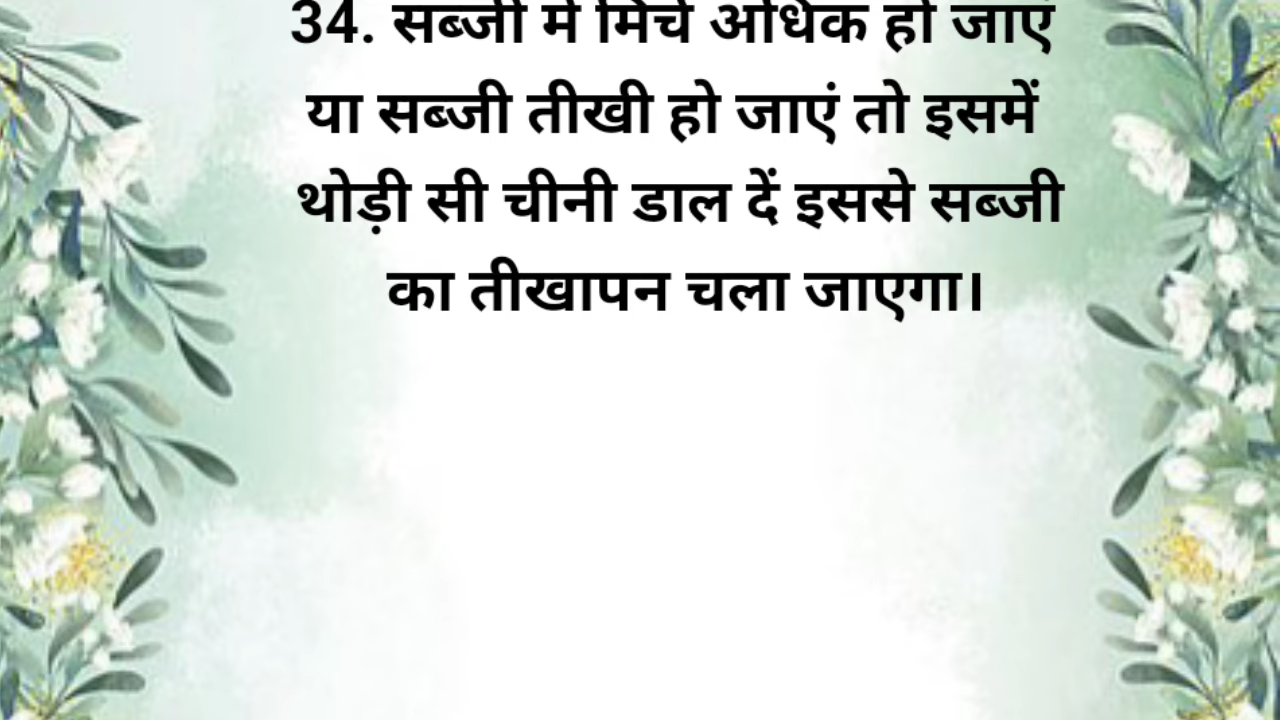 34. सब्जी में मिर्च अधिक हो जाएं
या सब्जी तीखी हो जाएं तो इसमें
थोड़ी सी चीनी डाल दें इससे सब्जी
का तीखापन चला जाएगा।